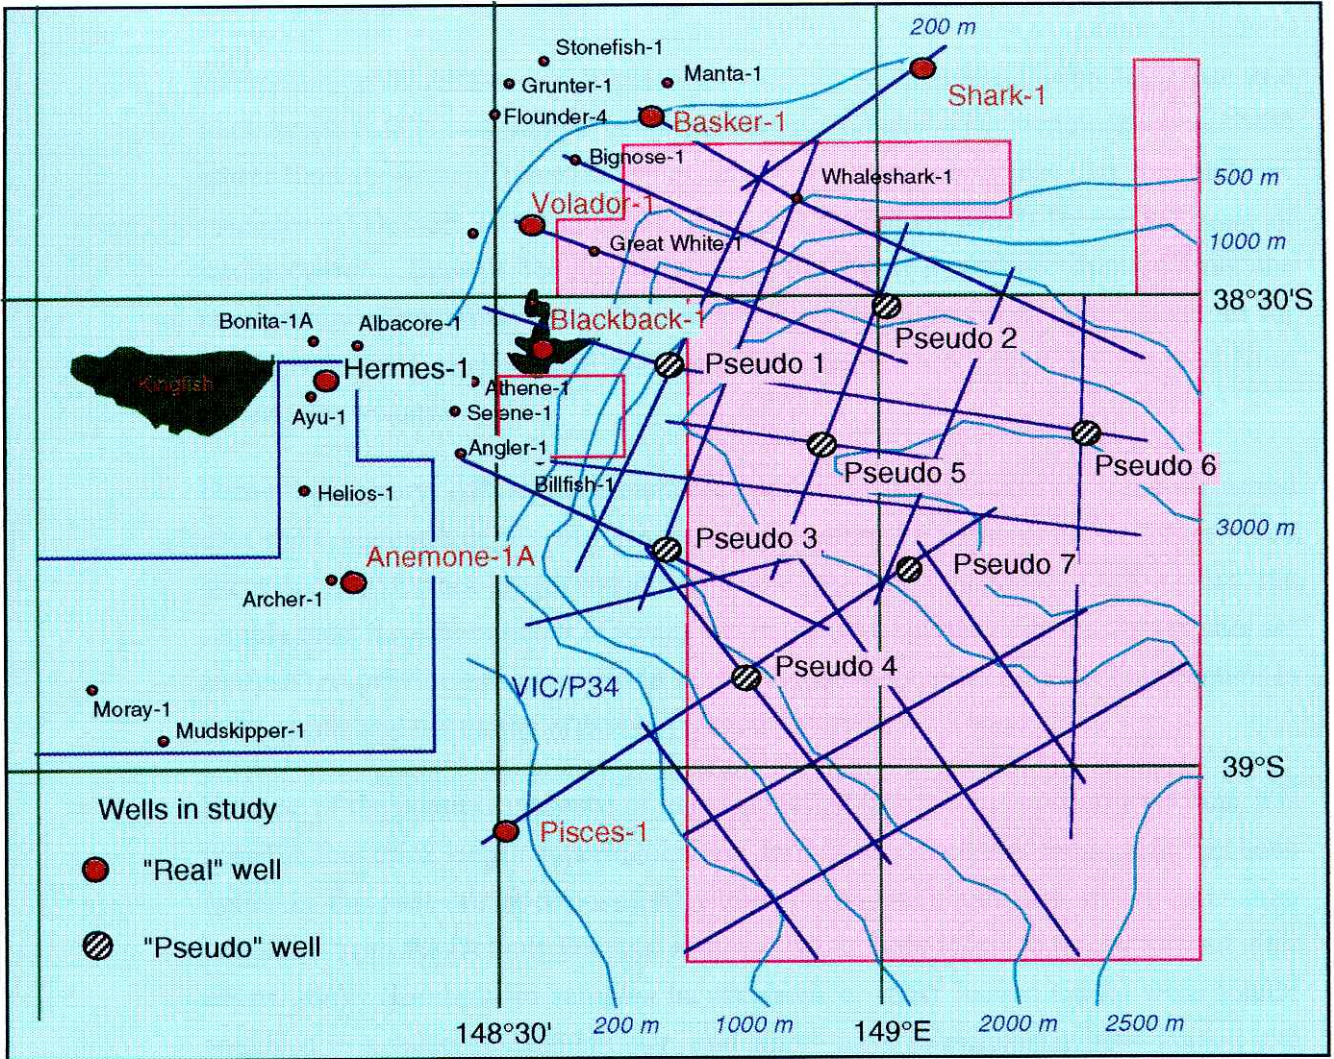 200 m
Stonefish-1
Manta-1
Grunter-1
Shark-1
Flounder-4
Basker-1
Bignose-1
Whaleshark-1
500 m
Volador-1
Great White-1
1000 m
38°30'S
Bonita-1A
Albacore-1
Blackback-1
Pseudo 2
Hermes-1
Pseudo 1
Kingfish
Athene-1
Ayu-1
Selene-1
Angler-1
Pseudo 5
Pseudo 6
Billfish-1
Helios-1
3000 m
Pseudo 3
Anemone-1A
Pseudo 7
Archer-1
Pseudo 4
VIC/P34
Moray-1
Mudskipper-1
39°S
Wells in study
Pisces-1
"Real" well
"Pseudo" well
148°30'
200 m
1000 m
149°E
2000 m
2500 m